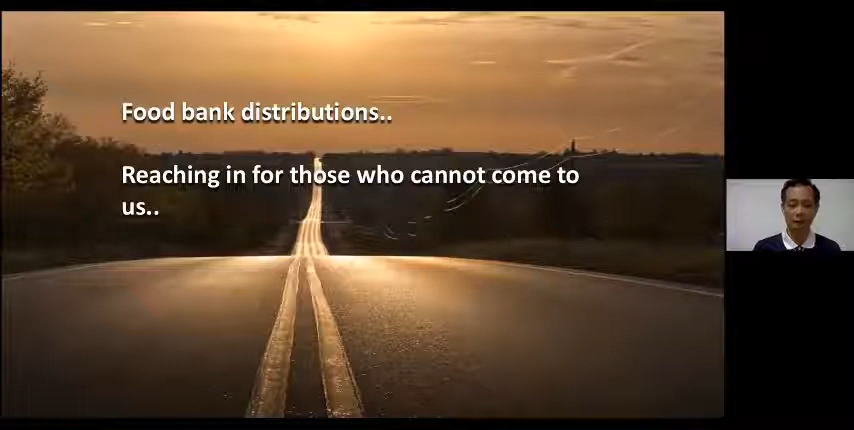 Food bank distributions..
Reaching in for those who cannot come to
us..